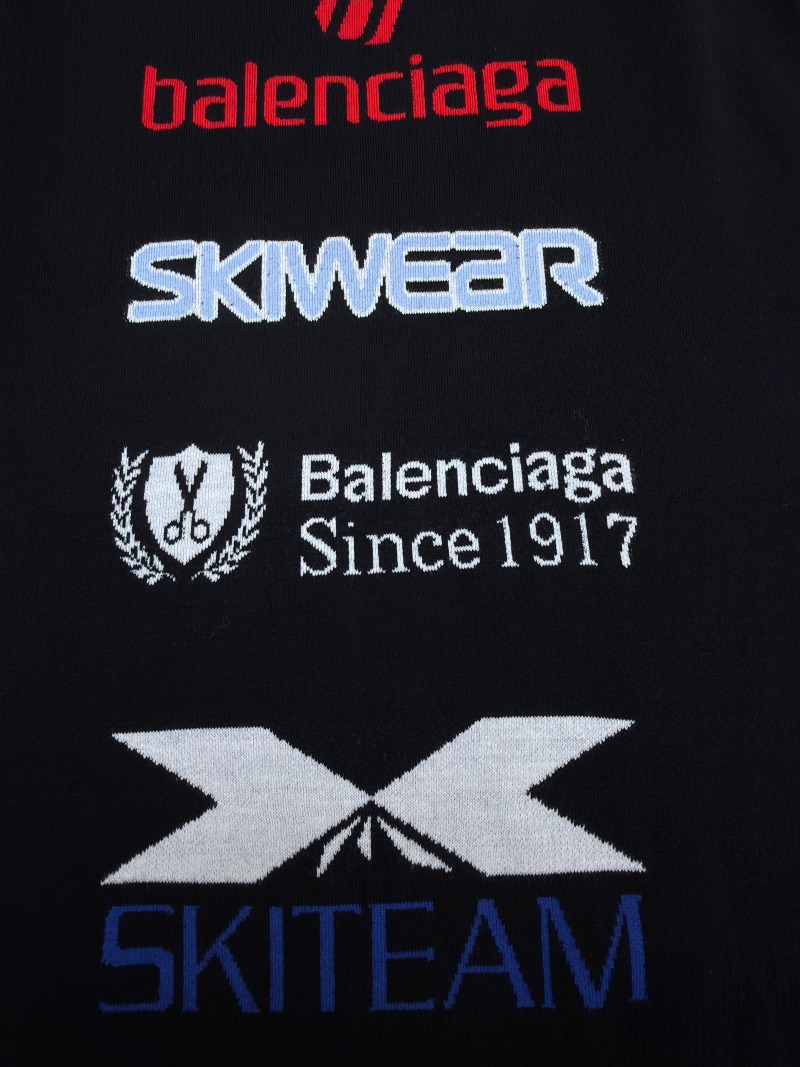 balenciaga
SKIWEAR
Balenciaga
Since 1917
SKITEAM